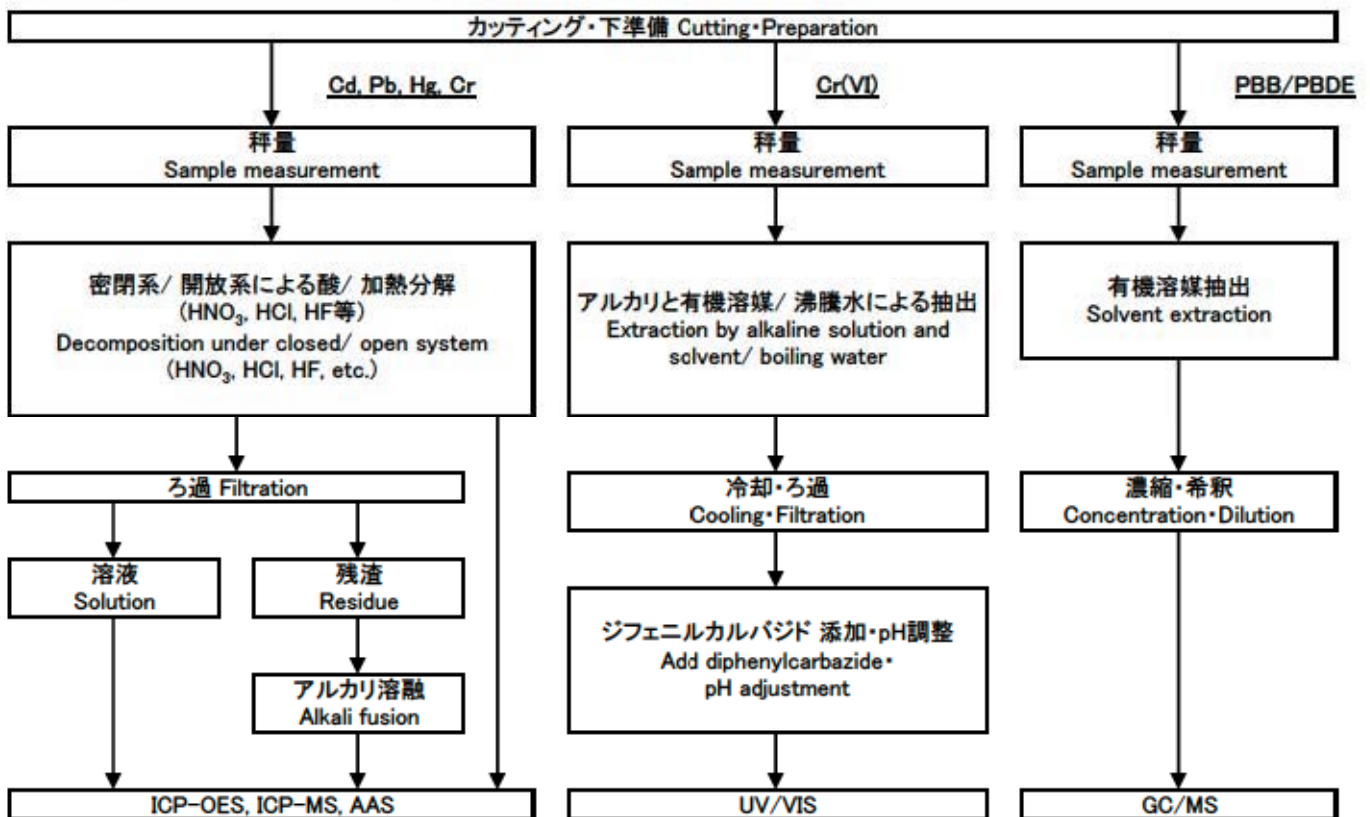 カッティング・下準備 Cutting・Preparation
Cd, Pb, Hg, Cr
Cr(VI)
PBB/PBDE
秤量
Sample measurement
秤量
Sample measurement
秤量
Sample measurement
密閉系/ 開放系による酸/ 加熱分解
(HNO₃, HCl, HF等)
Decomposition under closed/ open system
(HNO₃, HCl, HF, etc.)
アルカリと有機溶媒/ 沸騰水による抽出
Extraction by alkaline solution and
solvent/ boiling water
有機溶媒抽出
Solvent extraction
ろ過 Filtration
冷却・ろ過
Cooling・Filtration
濃縮・希釈
Concentration・Dilution
溶液
Solution
残渣
Residue
アルカリ溶融
Alkali fusion
ジフェニルカルバジド 添加・pH調整
Add diphenylcarbazide・
pH adjustment
ICP-OES, ICP-MS, AAS
UV/VIS
GC/MS